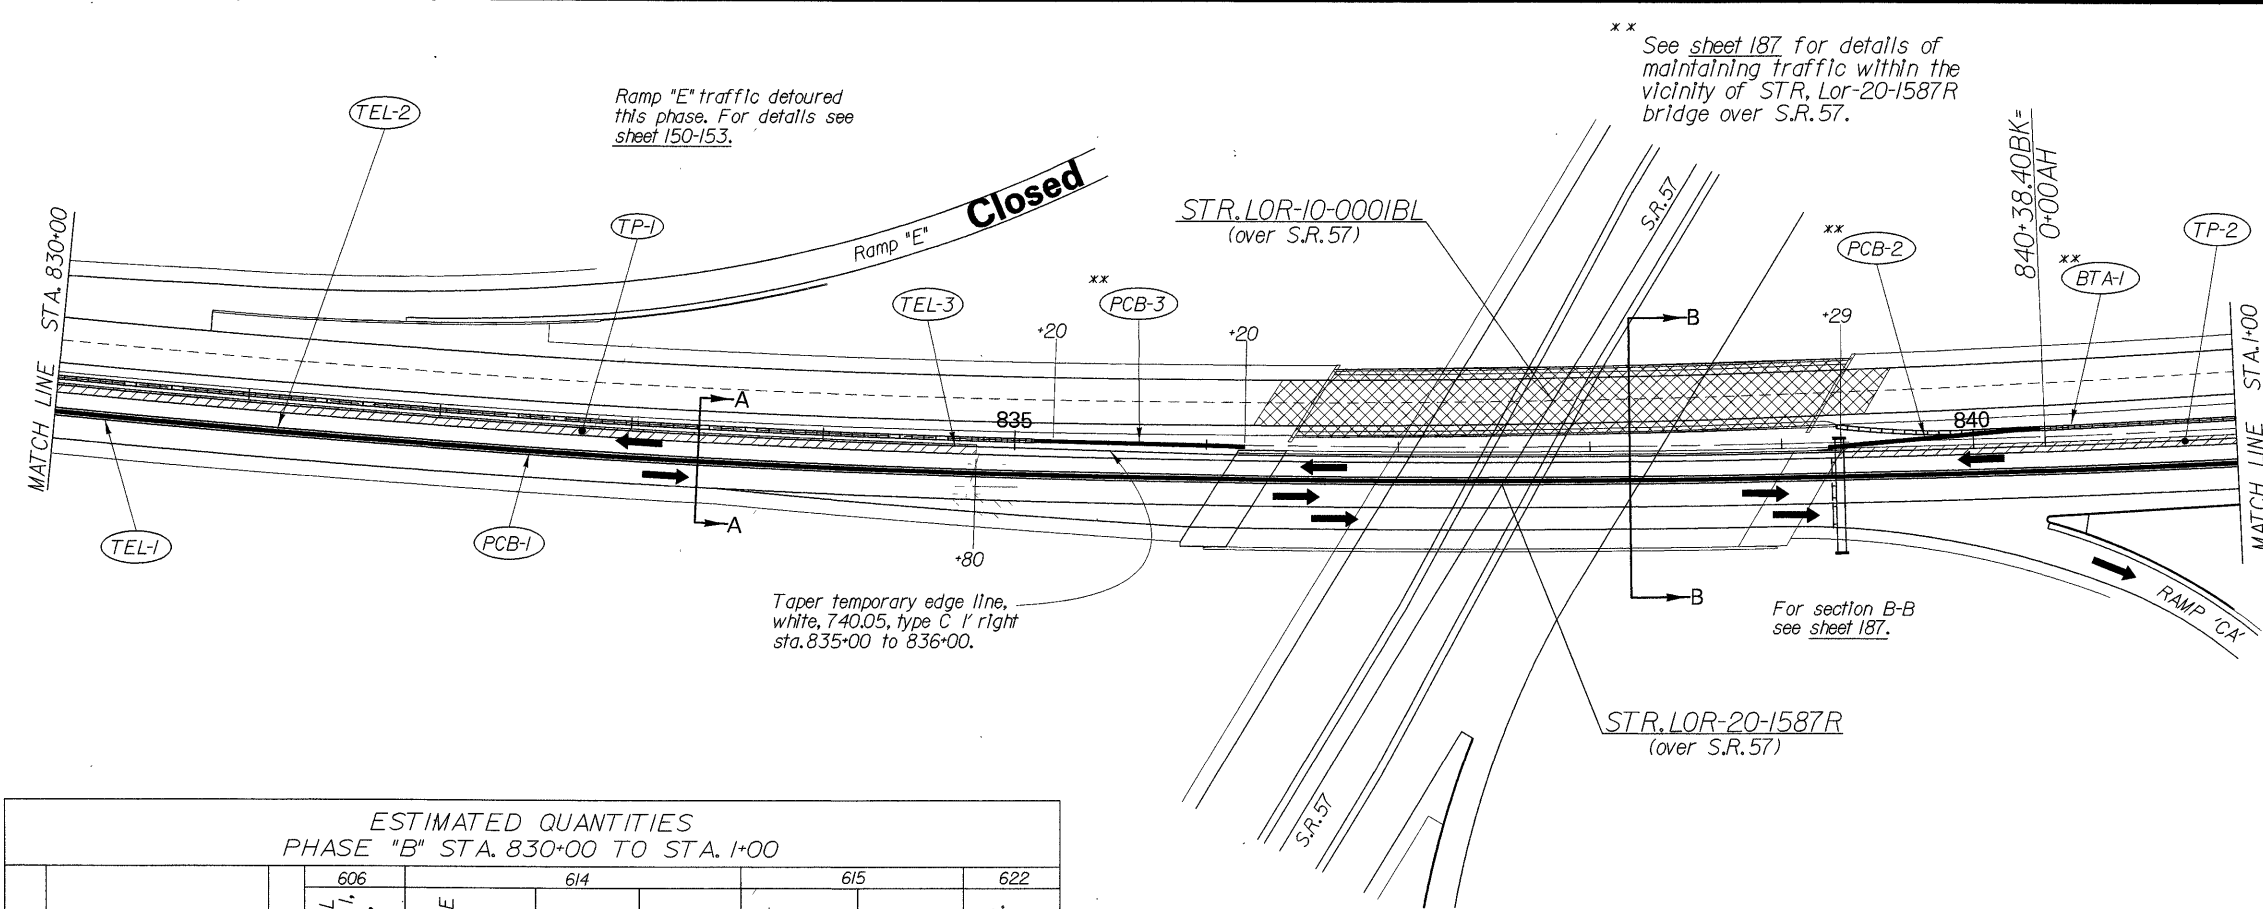 **
See sheet 187 for details of
maintaining traffic within the
vicinity of STR, Lor-20-1587R
bridge over S.R.57.
Ramp "E" traffic detoured
this phase. For details see
sheet 150-153.
TEL-2
TP-1
Closed
Ramp "E"
STR.LOR-10-0001BL
(over S.R.57)
S.R.57
840+38.40BK=
0+00AH
**
PCB-2
**
BTA-1
TP-2
MATCH LINE STA. 830+00
TEL-3
**
PCB-3
+20
+20
B
+29
MATCH LINE STA.1+00
A
835
840
A
B
TEL-1
PCB-1
+80
Taper temporary edge line,
white, 740.05, type C 1' right
sta.835+00 to 836+00.
For section B-B
see sheet 187.
RAMP 'CA'
STR.LOR-20-1587R
(over S.R.57)
S.R.57
ESTIMATED QUANTITIES
PHASE "B" STA. 830+00 TO STA. 1+00
606
614
615
622